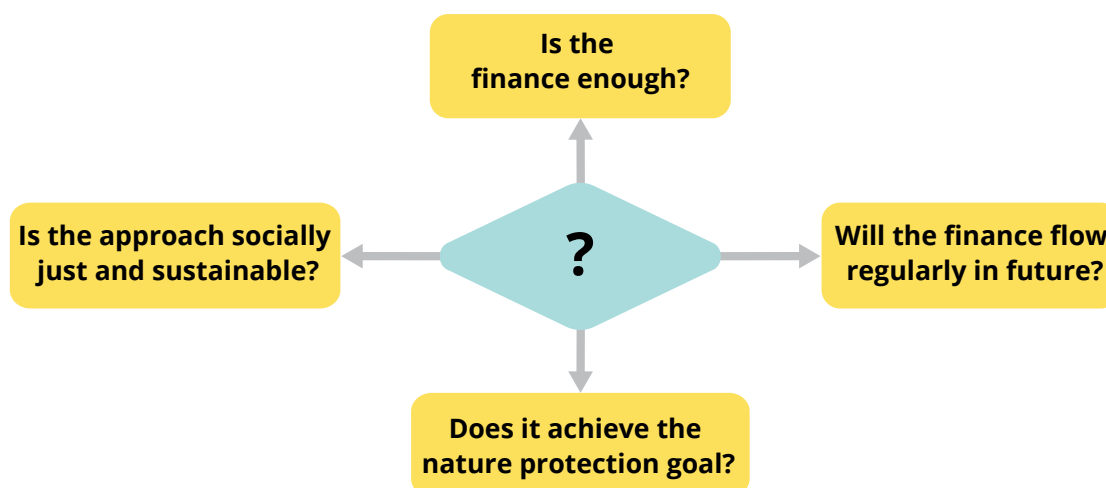 Is the
finance enough?
Is the approach socially
just and sustainable?
?
Will the finance flow
regularly in future?
Does it achieve the
nature protection goal?